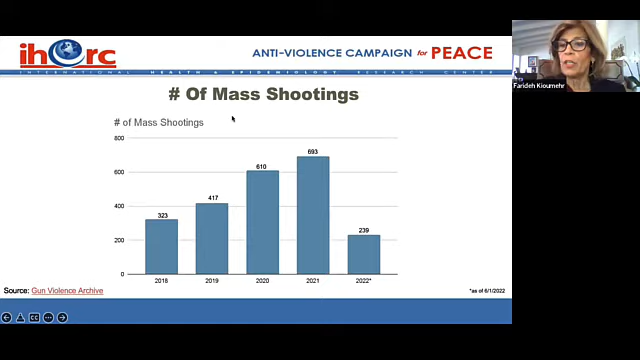 iherc
ANTI-VIOLENCE CAMPAIGN for PEACE
INTERNATIONAL HEALTH & EPIDEMIOLOGY RESEARCH CENTER
# Of Mass Shootings
# of Mass Shootings
800
600
400
200
0
323
417
610
693
239
2018
2019
2020
2021
2022*
Source: Gun Violence Archive
*as of 6/1/2022
CC
Farideh Kioumehr